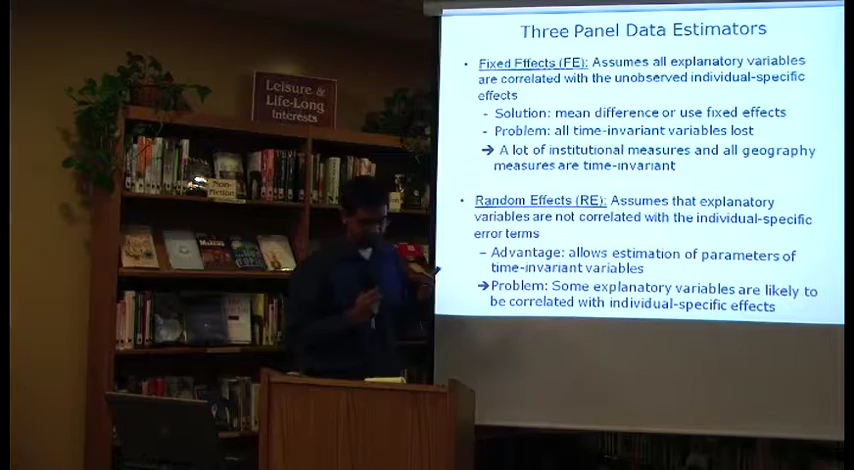 Three Panel Data Estimators
• Fixed Effects (FE): Assumes all explanatory variables
are correlated with the unobserved individual-specific
effects
- Solution: mean difference or use fixed effects
- Problem: all time-invariant variables lost
→ A lot of institutional measures and all geography
measures are time-invariant
• Random Effects (RE): Assumes that explanatory
variables are not correlated with the individual-specific
error terms
– Advantage: allows estimation of parameters of
time-invariant variables
→Problem: Some explanatory variables are likely to
be correlated with individual-specific effects
Leisure &
Life-Long
Interests
Non-
Fiction